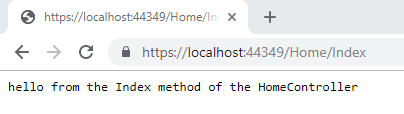 https://localhost:44349/Home/In
https://localhost:44349/Home/Index
hello from the Index method of the HomeController